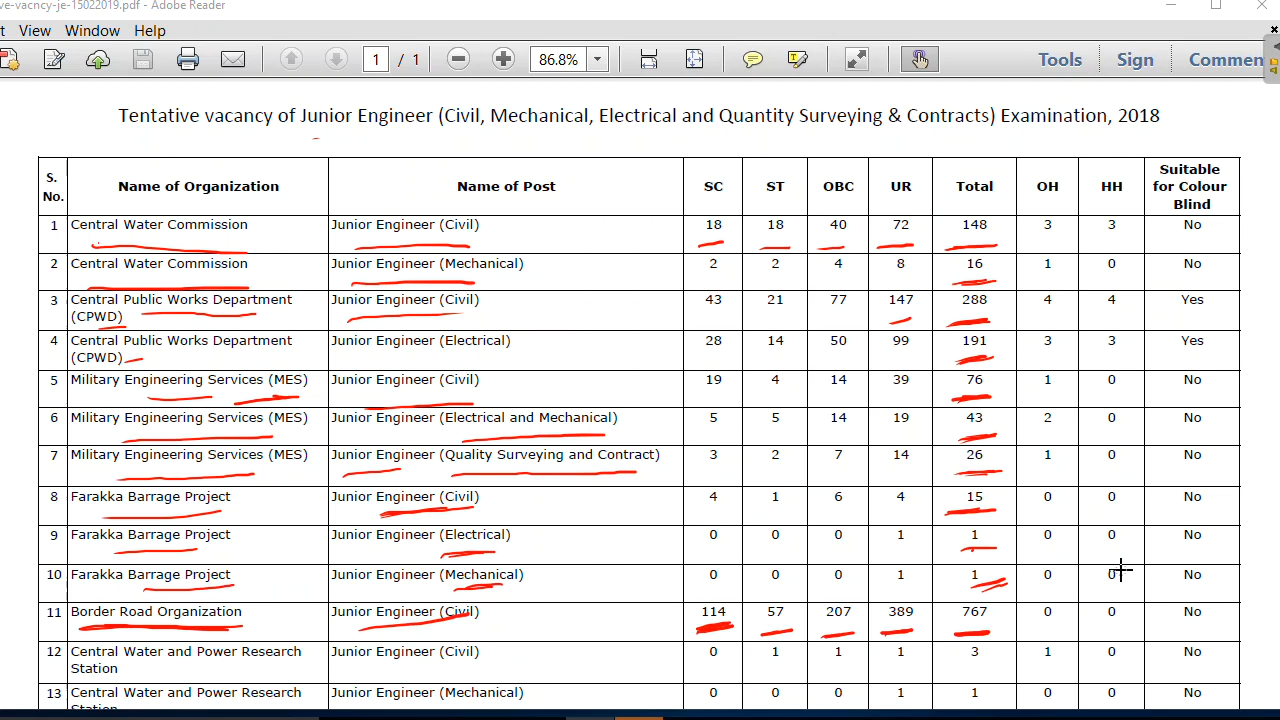 ve-vacncy-je-15022019.pdf - Adobe Reader
t View Window Help
1 / 1 86.8% Tools Sign Commen
Tentative vacancy of Junior Engineer (Civil, Mechanical, Electrical and Quantity Surveying & Contracts) Examination, 2018
S. No. Name of Organization Name of Post SC ST OBC UR Total OH HH Suitable for Colour Blind
1 Central Water Commission Junior Engineer (Civil) 18 18 40 72 148 3 3 No
2 Central Water Commission Junior Engineer (Mechanical) 2 2 4 8 16 1 0 No
3 Central Public Works Department (CPWD) Junior Engineer (Civil) 43 21 77 147 288 4 4 Yes
4 Central Public Works Department (CPWD) Junior Engineer (Electrical) 28 14 50 99 191 3 3 Yes
5 Military Engineering Services (MES) Junior Engineer (Civil) 19 4 14 39 76 1 0 No
6 Military Engineering Services (MES) Junior Engineer (Electrical and Mechanical) 5 5 14 19 43 2 0 No
7 Military Engineering Services (MES) Junior Engineer (Quality Surveying and Contract) 3 2 7 14 26 1 0 No
8 Farakka Barrage Project Junior Engineer (Civil) 4 1 6 4 15 0 0 No
9 Farakka Barrage Project Junior Engineer (Electrical) 0 0 0 1 1 0 0 No
10 Farakka Barrage Project Junior Engineer (Mechanical) 0 0 0 1 1 0 0 No
11 Border Road Organization Junior Engineer (Civil) 114 57 207 389 767 0 0 No
12 Central Water and Power Research Station Junior Engineer (Civil) 0 1 1 1 3 1 0 No
13 Central Water and Power Research Station Junior Engineer (Mechanical) 0 0 0 1 1 0 0 No